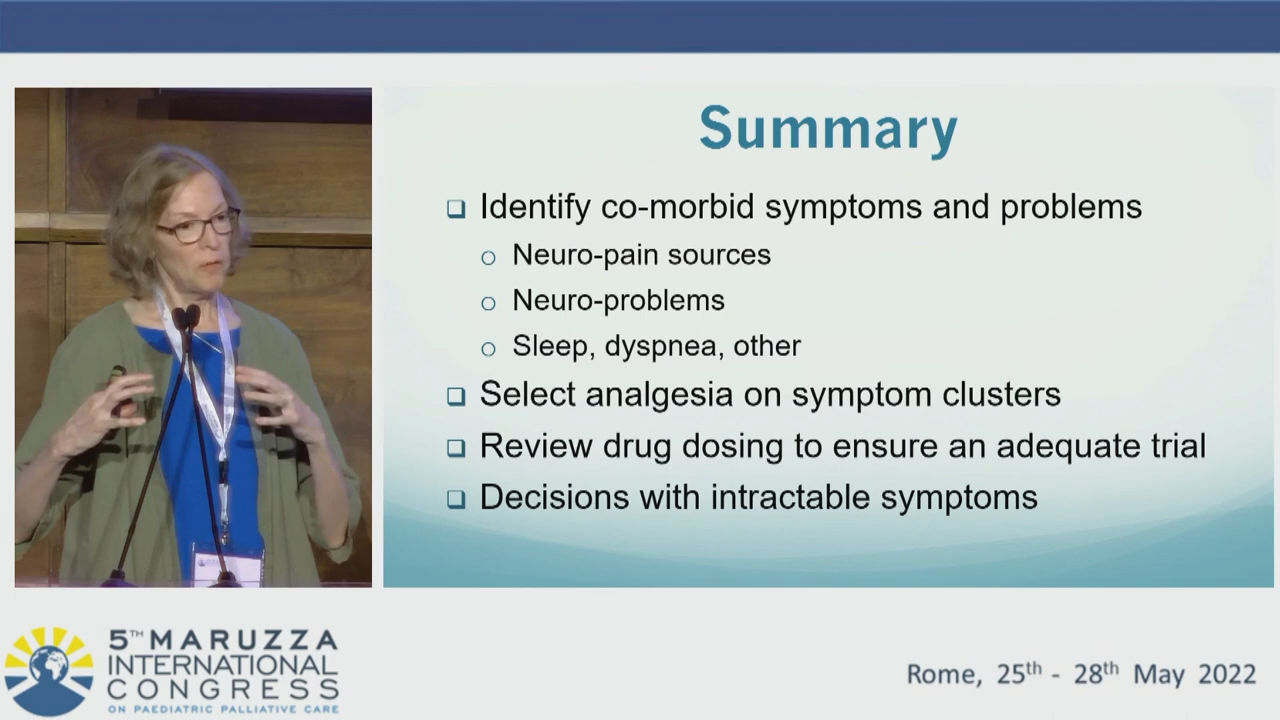 Summary
❑ Identify co-morbid symptoms and problems
○ Neuro-pain sources
○ Neuro-problems
○ Sleep, dyspnea, other
❑ Select analgesia on symptom clusters
❑ Review drug dosing to ensure an adequate trial
❑ Decisions with intractable symptoms
5TH MARUZZA
INTERNATIONAL
CONGRESS
ON PAEDIATRIC PALLIATIVE CARE
Rome, 25th - 28th May 2022